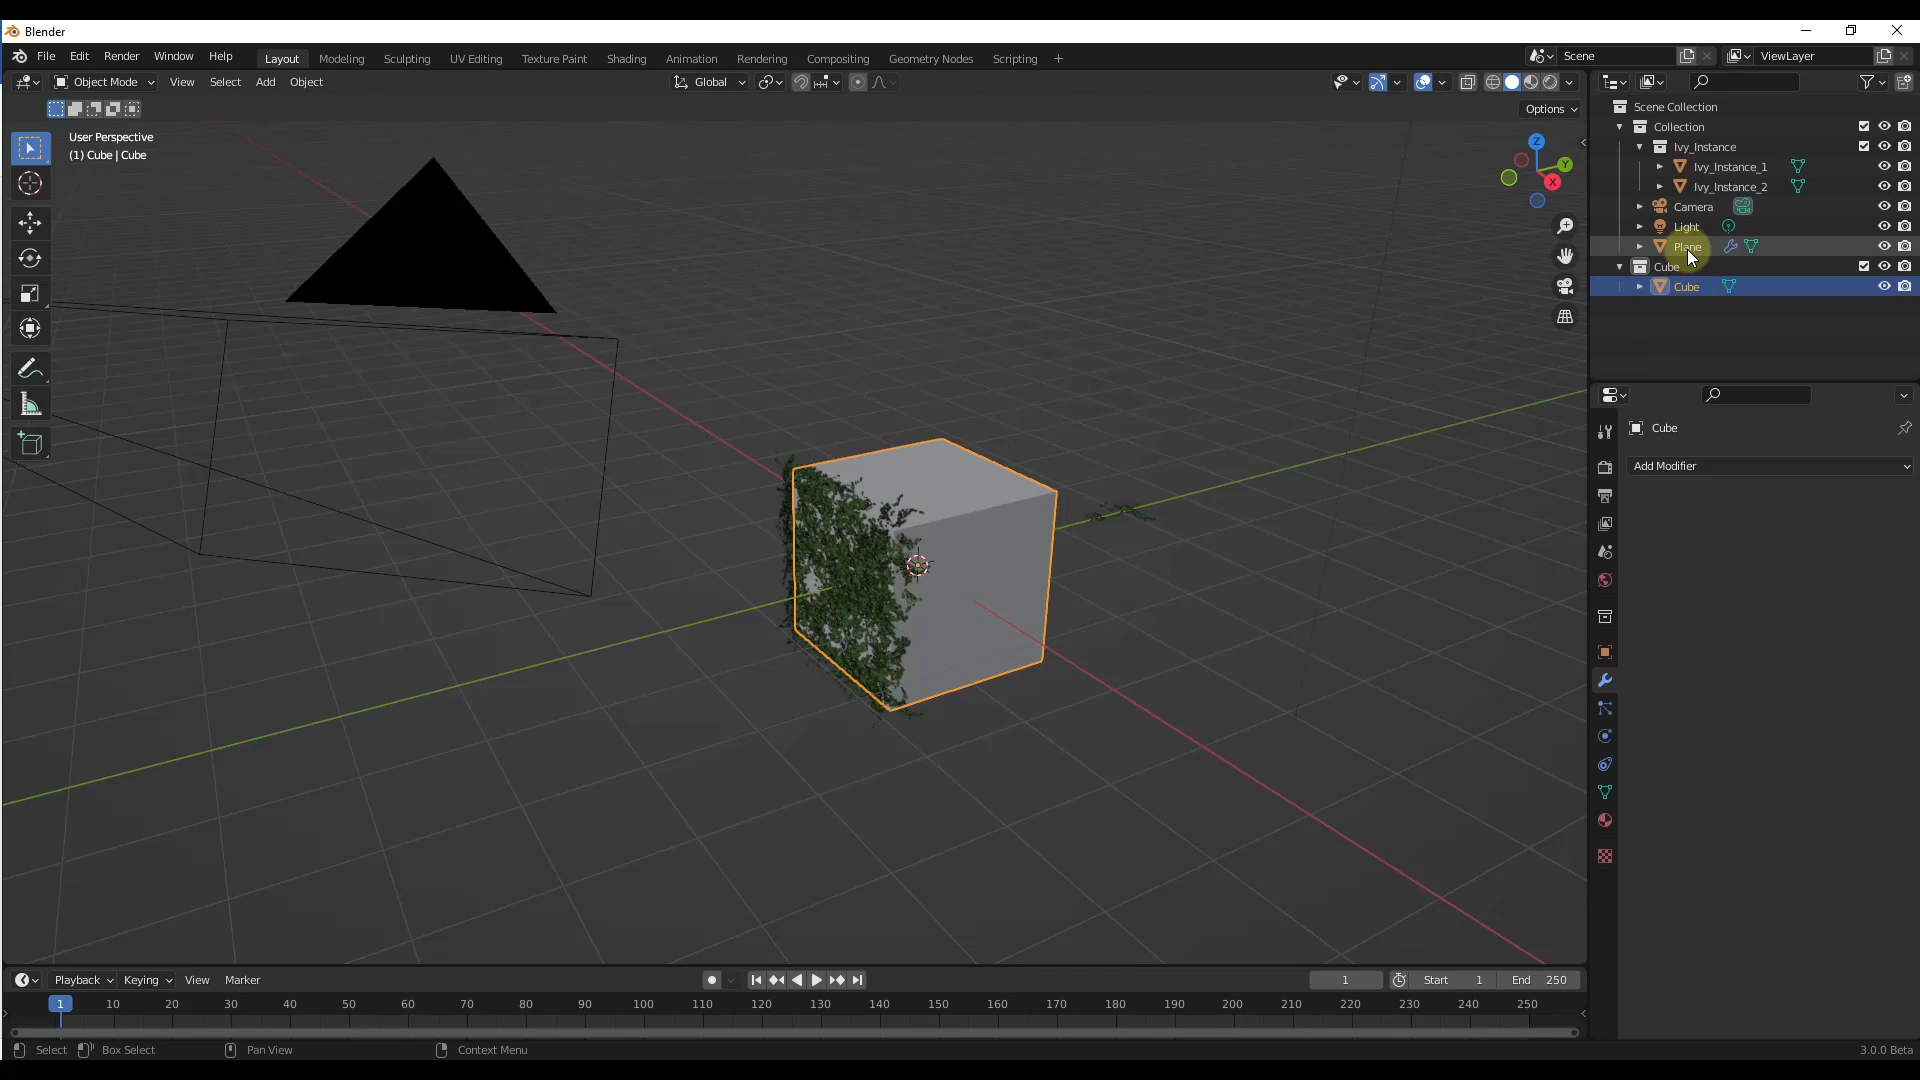 Blender
File Edit Render Window Help Layout Modeling Sculpting UV Editing Texture Paint Shading Animation Rendering Compositing Geometry Nodes Scripting + Scene ViewLayer
Object Mode View Select Add Object Global
Options
User Perspective
(1) Cube | Cube
Z
Y
X
Scene Collection
Collection
Ivy_Instance
Ivy_Instance_1
Ivy_Instance_2
Camera
Light
Plane
Cube
Cube
Cube
Add Modifier
Playback Keying View Marker 1 Start 1 End 250
1 10 20 30 40 50 60 70 80 90 100 110 120 130 140 150 160 170 180 190 200 210 220 230 240 250
Select Box Select Pan View Context Menu 3.0.0 Beta